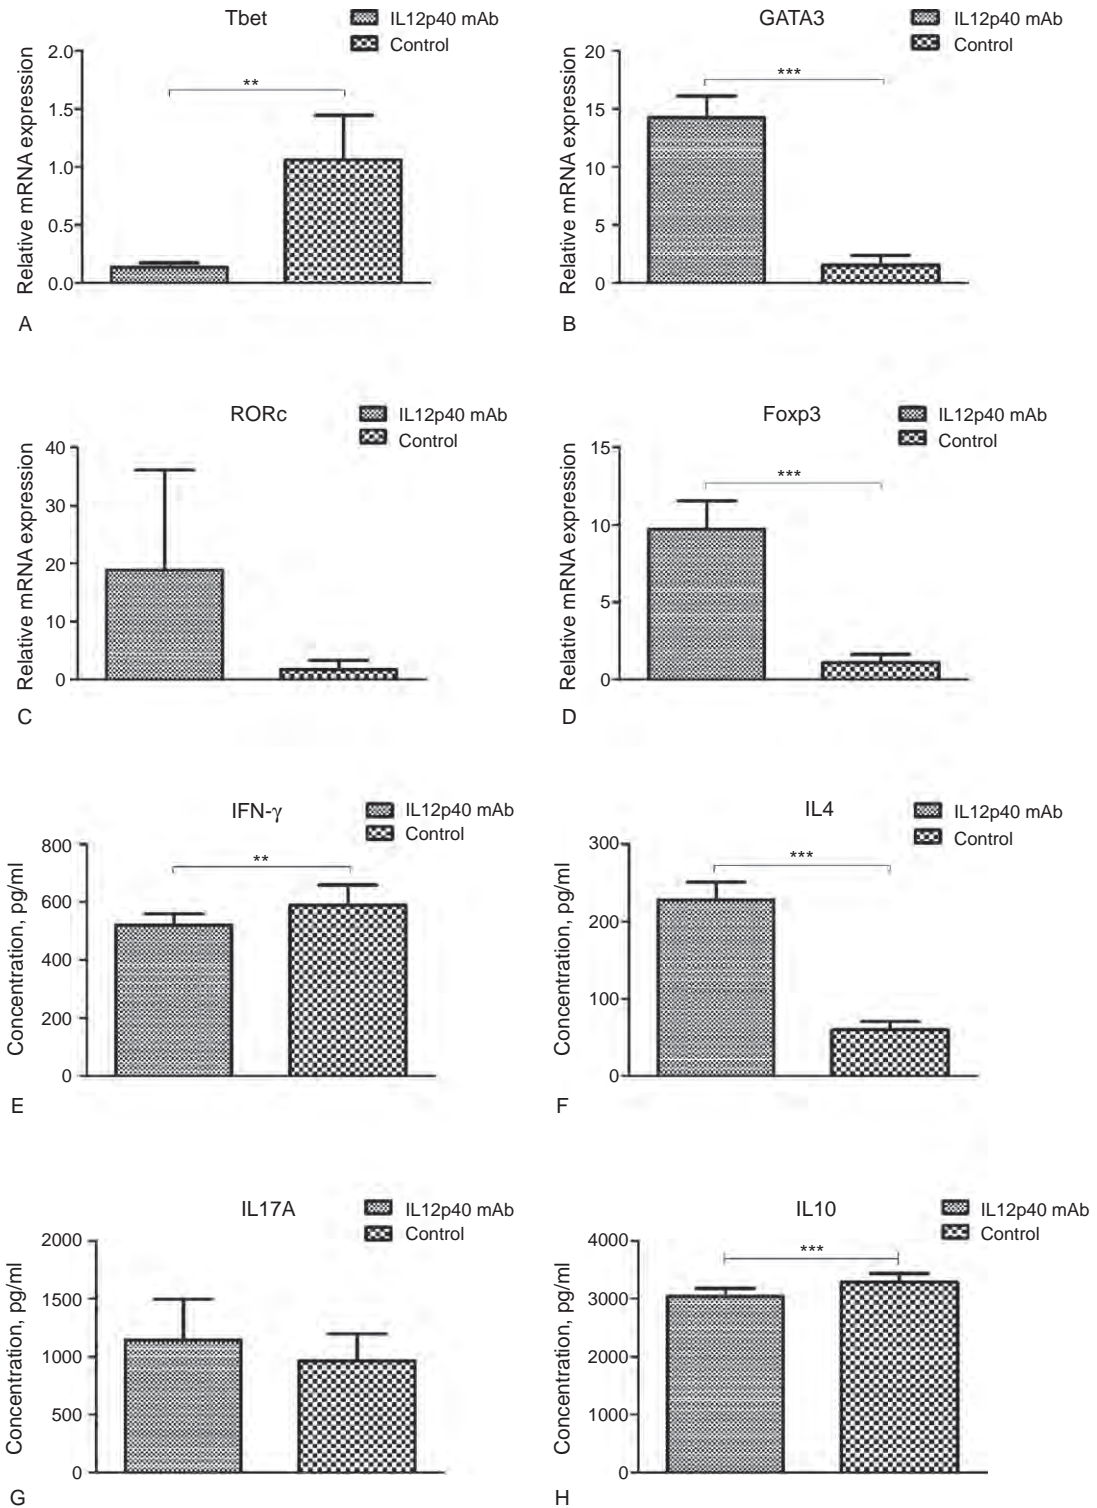 Tbet
IL12p40 mAb
Control
2.0
1.5
1.0
0.5
0.0
Relative mRNA expression
**
A
GATA3
IL12p40 mAb
Control
20
15
10
5
0
Relative mRNA expression
***
B
RORc
IL12p40 mAb
Control
40
30
20
10
0
Relative mRNA expression
C
Foxp3
IL12p40 mAb
Control
15
10
5
0
Relative mRNA expression
***
D
IFN-γ
IL12p40 mAb
Control
800
600
400
200
0
Concentration, pg/ml
**
E
IL4
IL12p40 mAb
Control
300
200
100
0
Concentration, pg/ml
***
F
IL17A
IL12p40 mAb
Control
2000
1500
1000
500
0
Concentration, pg/ml
G
IL10
IL12p40 mAb
Control
4000
3000
2000
1000
0
Concentration, pg/ml
***
H